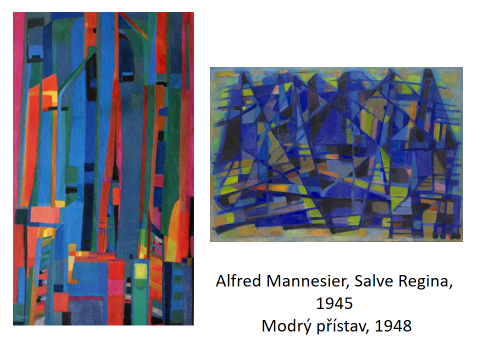 Alfred Mannesier, Salve Regina,
1945
Modrý přístav, 1948